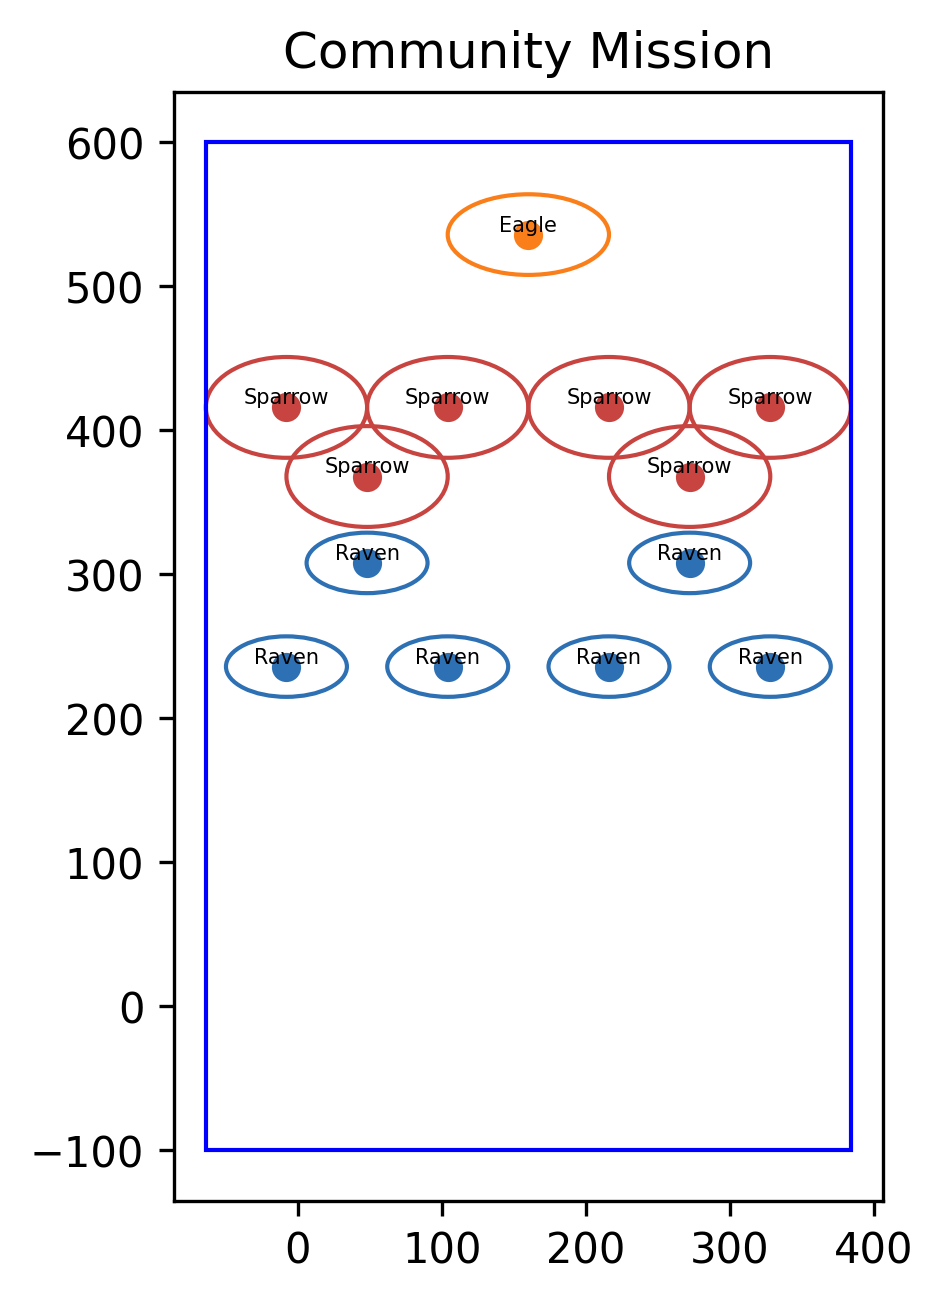 Community Mission
600
Eagle
500
Sparrow Sparrow Sparrow Sparrow
400
Sparrow Sparrow
Raven Raven
300
Raven Raven Raven Raven
200
100
0
−100
0 100 200 300 400